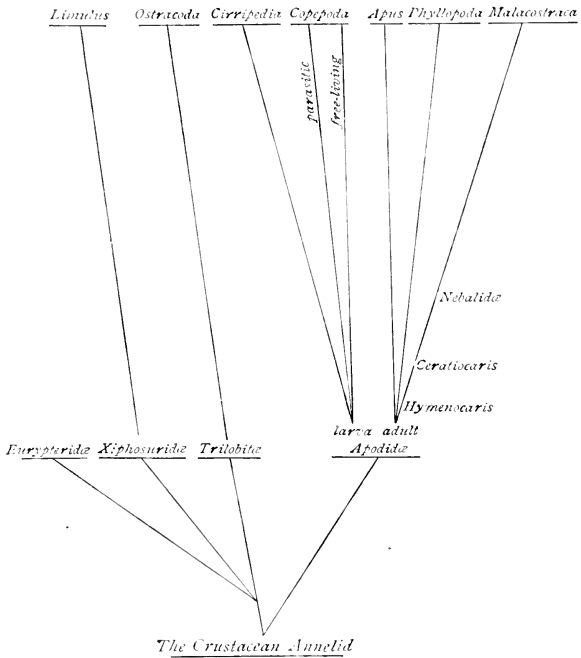 Limulus Ostracoda Cirripedia Copepoda Apus Phyllopoda Malacostraca
parasitic
free-living
Nebalidæ
Ceratiocaris
Hymenocaris
larva adult
Eurypteridæ Xiphosuridæ Trilobitæ Apodidæ
The Crustacean Annelid